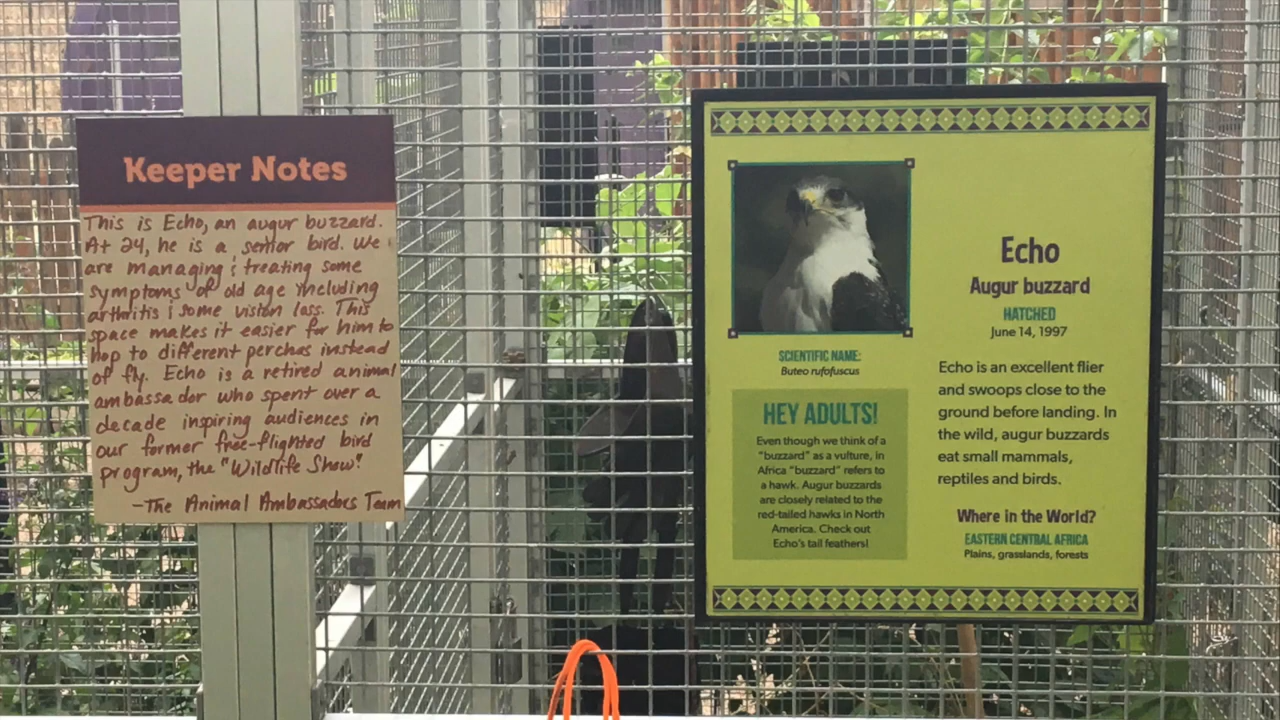 Keeper Notes
This is Echo, an augur buzzard.
At 24, he is a senior bird. We
are managing & treating some
symptoms of old age including
arthritis & some vision loss. This
space makes it easier for him to
hop to different perches instead
of fly. Echo is a retired animal
ambassador who spent over a
decade inspiring audiences in
our former free-flighted bird
program, the "Wildlife Show".
-The Animal Ambassadors Team
Echo
Augur buzzard
HATCHED
June 14, 1997
Echo is an excellent flier
and swoops close to the
ground before landing. In
the wild, augur buzzards
eat small mammals,
reptiles and birds.
Where in the World?
EASTERN CENTRAL AFRICA
Plains, grasslands, forests
SCIENTIFIC NAME:
Buteo rufofuscus
HEY ADULTS!
Even though we think of a
"buzzard" as a vulture, in
Africa "buzzard" refers to
a hawk. Augur buzzards
are closely related to the
red-tailed hawks in North
America. Check out
Echo's tail feathers!